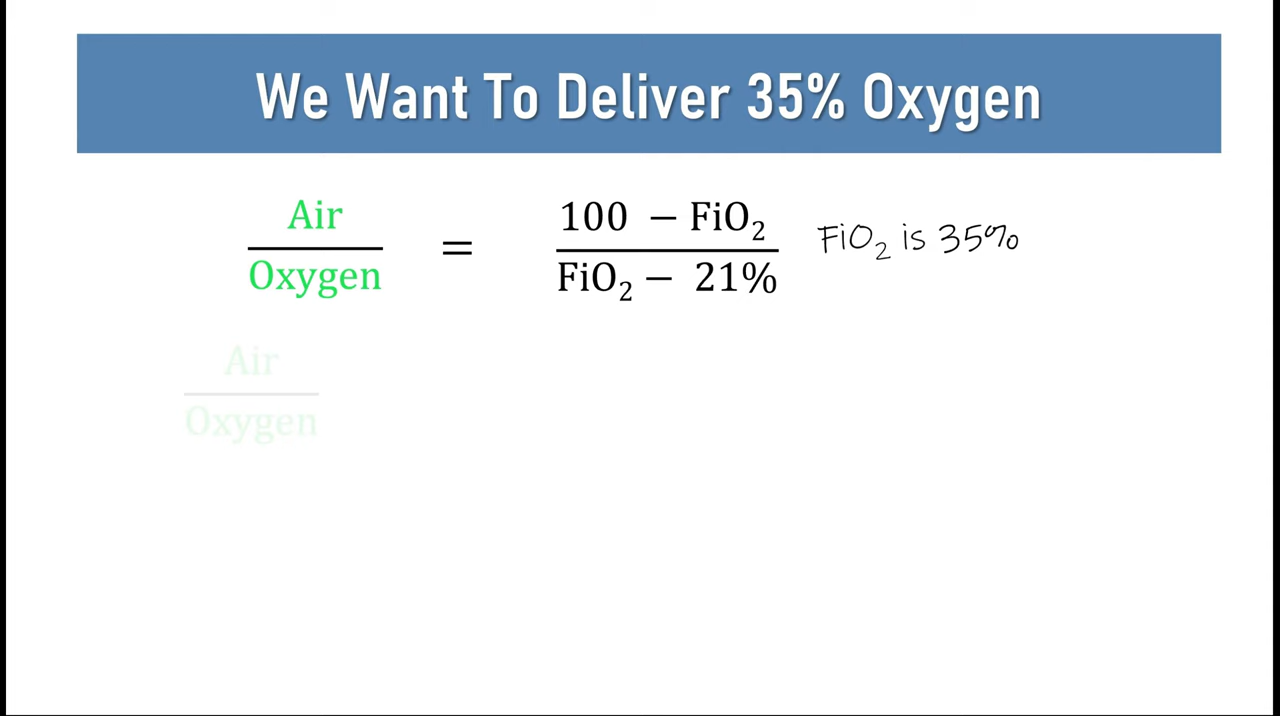 We Want To Deliver 35% Oxygen
Air
Oxygen
=
100 − FiO₂
FiO₂ − 21%
FiO₂ is 35%
Air
Oxygen